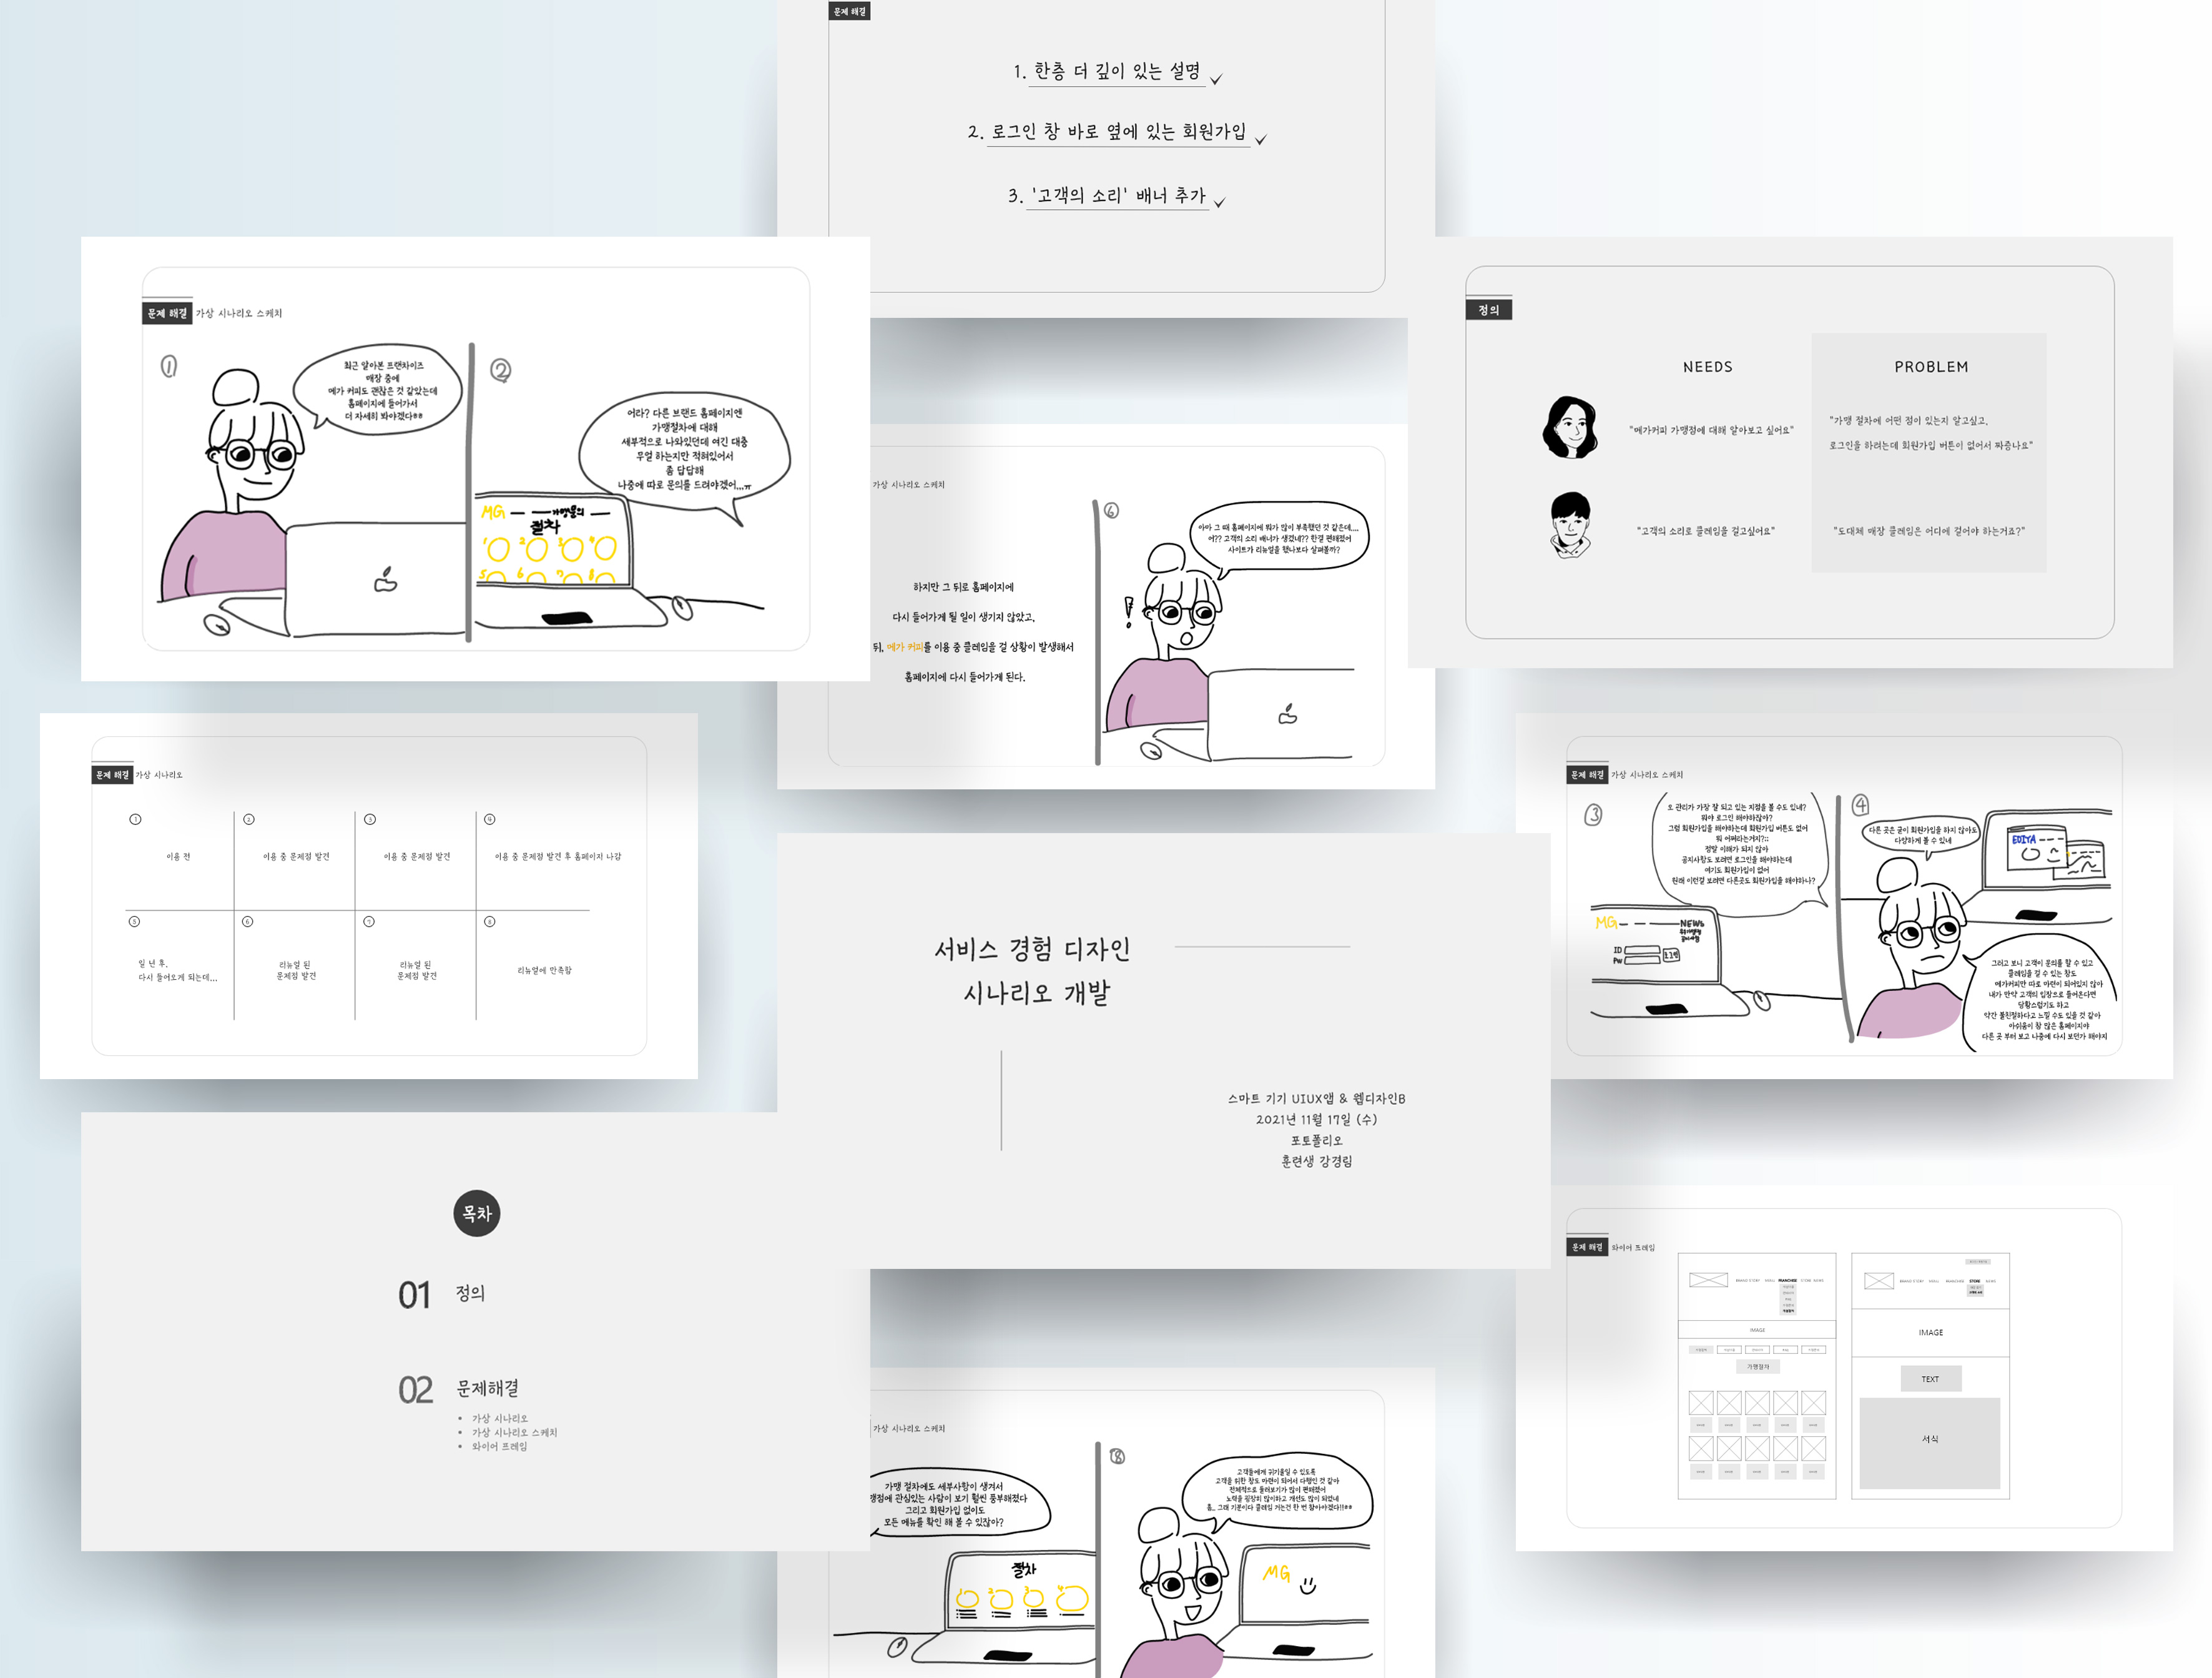 문제 해결
1. 한층 더 깊이 있는 설명
2. 로그인 창 바로 옆에 있는 회원가입
3. '고객의 소리' 배너 추가
문제 해결 가상 시나리오 스케치
①
최근 알아본 프랜차이즈
매장 중에
메가 커피도 괜찮은 것 같았는데
홈페이지에 들어가서
더 자세히 봐야겠다**
②
어라? 다른 브랜드 홈페이지엔
가맹절차에 대해
세부적으로 나와있던데 여긴 대충
무얼 하는지만 적혀있어서
좀 답답해
나중에 따로 문의를 드려야겠어...ㅠ
MG
가맹문의
절차
1 2 3 4
5 6 7 8
정의
NEEDS
PROBLEM
"메가커피 가맹점에 대해 알아보고 싶어요"
"가맹 절차에 어떤 점이 있는지 알고싶고,
로그인을 하려는데 회원가입 버튼이 없어서 짜증나요"
"고객의 소리로 클레임을 걸고싶어요"
"도대체 매장 클레임은 어디에 걸어야 하는거죠?"
가상 시나리오 스케치
하지만 그 뒤로 홈페이지에
다시 들어가게 될 일이 생기지 않았고,
뒤, 메가 커피를 이용 중 클레임을 걸 상황이 발생해서
홈페이지에 다시 들어가게 된다.
⑥
아마 그 때 홈페이지에 뭐가 많이 부족했던 것 같은데....
어?? 고객의 소리 배너가 생겼네?? 한결 편해졌어
사이트가 리뉴얼을 했나보다 살펴볼까?
!
문제 해결 가상 시나리오
①
이용 전
②
이용 중 문제점 발견
③
이용 중 문제점 발견
④
이용 중 문제점 발견 후 홈페이지 나감
⑤
일 년 후,
다시 들어오게 되는데...
⑥
리뉴얼 된
문제점 발견
⑦
리뉴얼 된
문제점 발견
⑧
리뉴얼에 만족함
문제 해결 가상 시나리오 스케치
③
오 관리가 가장 잘 되고 있는 지점을 볼 수도 있네?
뭐야 로그인 해야하잖아?
그럼 회원가입을 해야하는데 회원가입 버튼도 없어
뭐 어쩌라는거지?::
정말 이해가 되지 않아
공지사항도 보려면 로그인을 해야하는데
여기도 회원가입이 없어
원래 이런걸 보려면 다른곳도 회원가입을 해야하나?
MG
ID
PW
로그인
④
다른 곳은 굳이 회원가입을 하지 않아도
다양하게 볼 수 있네
EDIYA
그러고 보니 고객이 문의를 할 수 있고
클레임을 걸 수 있는 창도
메가커피만 따로 마련이 되어있지 않아
내가 만약 고객의 입장으로 들어온다면
당황스럽기도 하고
약간 불친절하다고 느낄 수도 있을 것 같아
아쉬움이 참 많은 홈페이지야
다른 곳 부터 보고 나중에 다시 보던가 해야지
서비스 경험 디자인
시나리오 개발
스마트 기기 UIUX앱 & 웹디자인B
2021년 11월 17일 (수)
포토폴리오
훈련생 강경림
목차
01 정의
02 문제해결
• 가상 시나리오
• 가상 시나리오 스케치
• 와이어 프레임
문제 해결 와이어 프레임
BRAND STORY MENU FRANCHISE STORE NEWS
IMAGE
가맹절차
BRAND STORY MENU FRANCHISE STORE NEWS
IMAGE
TEXT
서식
가상 시나리오 스케치
가맹 절차에도 세부사항이 생겨서
맹점에 관심있는 사람이 보기 훨씬 풍부해졌다
그리고 회원가입 없이도
모든 메뉴를 확인 해 볼 수 있잖아?
절차
1 2 3 4
⑧
고객들에게 귀기울일 수 있도록
고객을 위한 창도 마련이 되어서 다행인 것 같아
전체적으로 둘러보기가 많이 편해졌어
노력을 굉장히 많이하고 개선도 많이 되었네
흠.. 그래 기분이다 클레임 거는건 한 번 참아야겠다!!**
MG